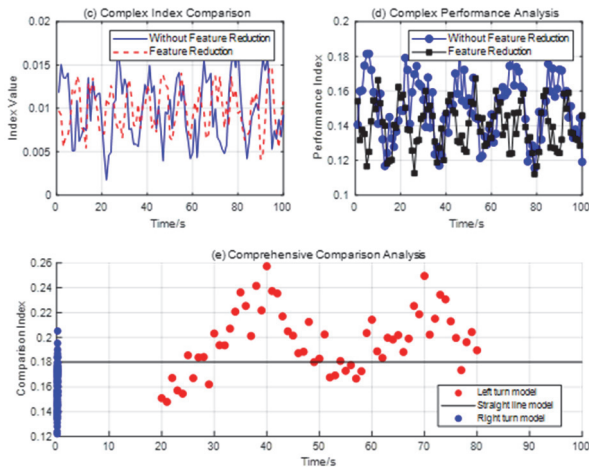 (c) Complex Index Comparison
Without Feature Reduction
Feature Reduction
0.015
0.01
0.005
0
Index Value
0 20 40 60 80 100
Time/s
(d) Complex Performance Analysis
Without Feature Reduction
Feature Reduction
0.2
0.18
0.16
0.14
0.12
0.1
Performance Index
0 20 40 60 80 100
Time/s
(e) Comprehensive Comparison Analysis
0.26
0.24
0.22
0.20
0.18
0.16
0.14
0.12
Comparison Index
Left turn model
Straight line model
Right turn model
0 10 20 30 40 50 60 70 80 90 100
Time/s